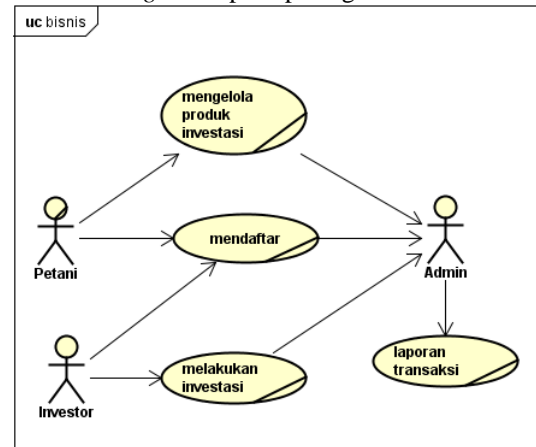 uc bisnis
mengelola
produk
investasi
mendaftar
Petani
Admin
melakukan
investasi
Investor
laporan
transaksi